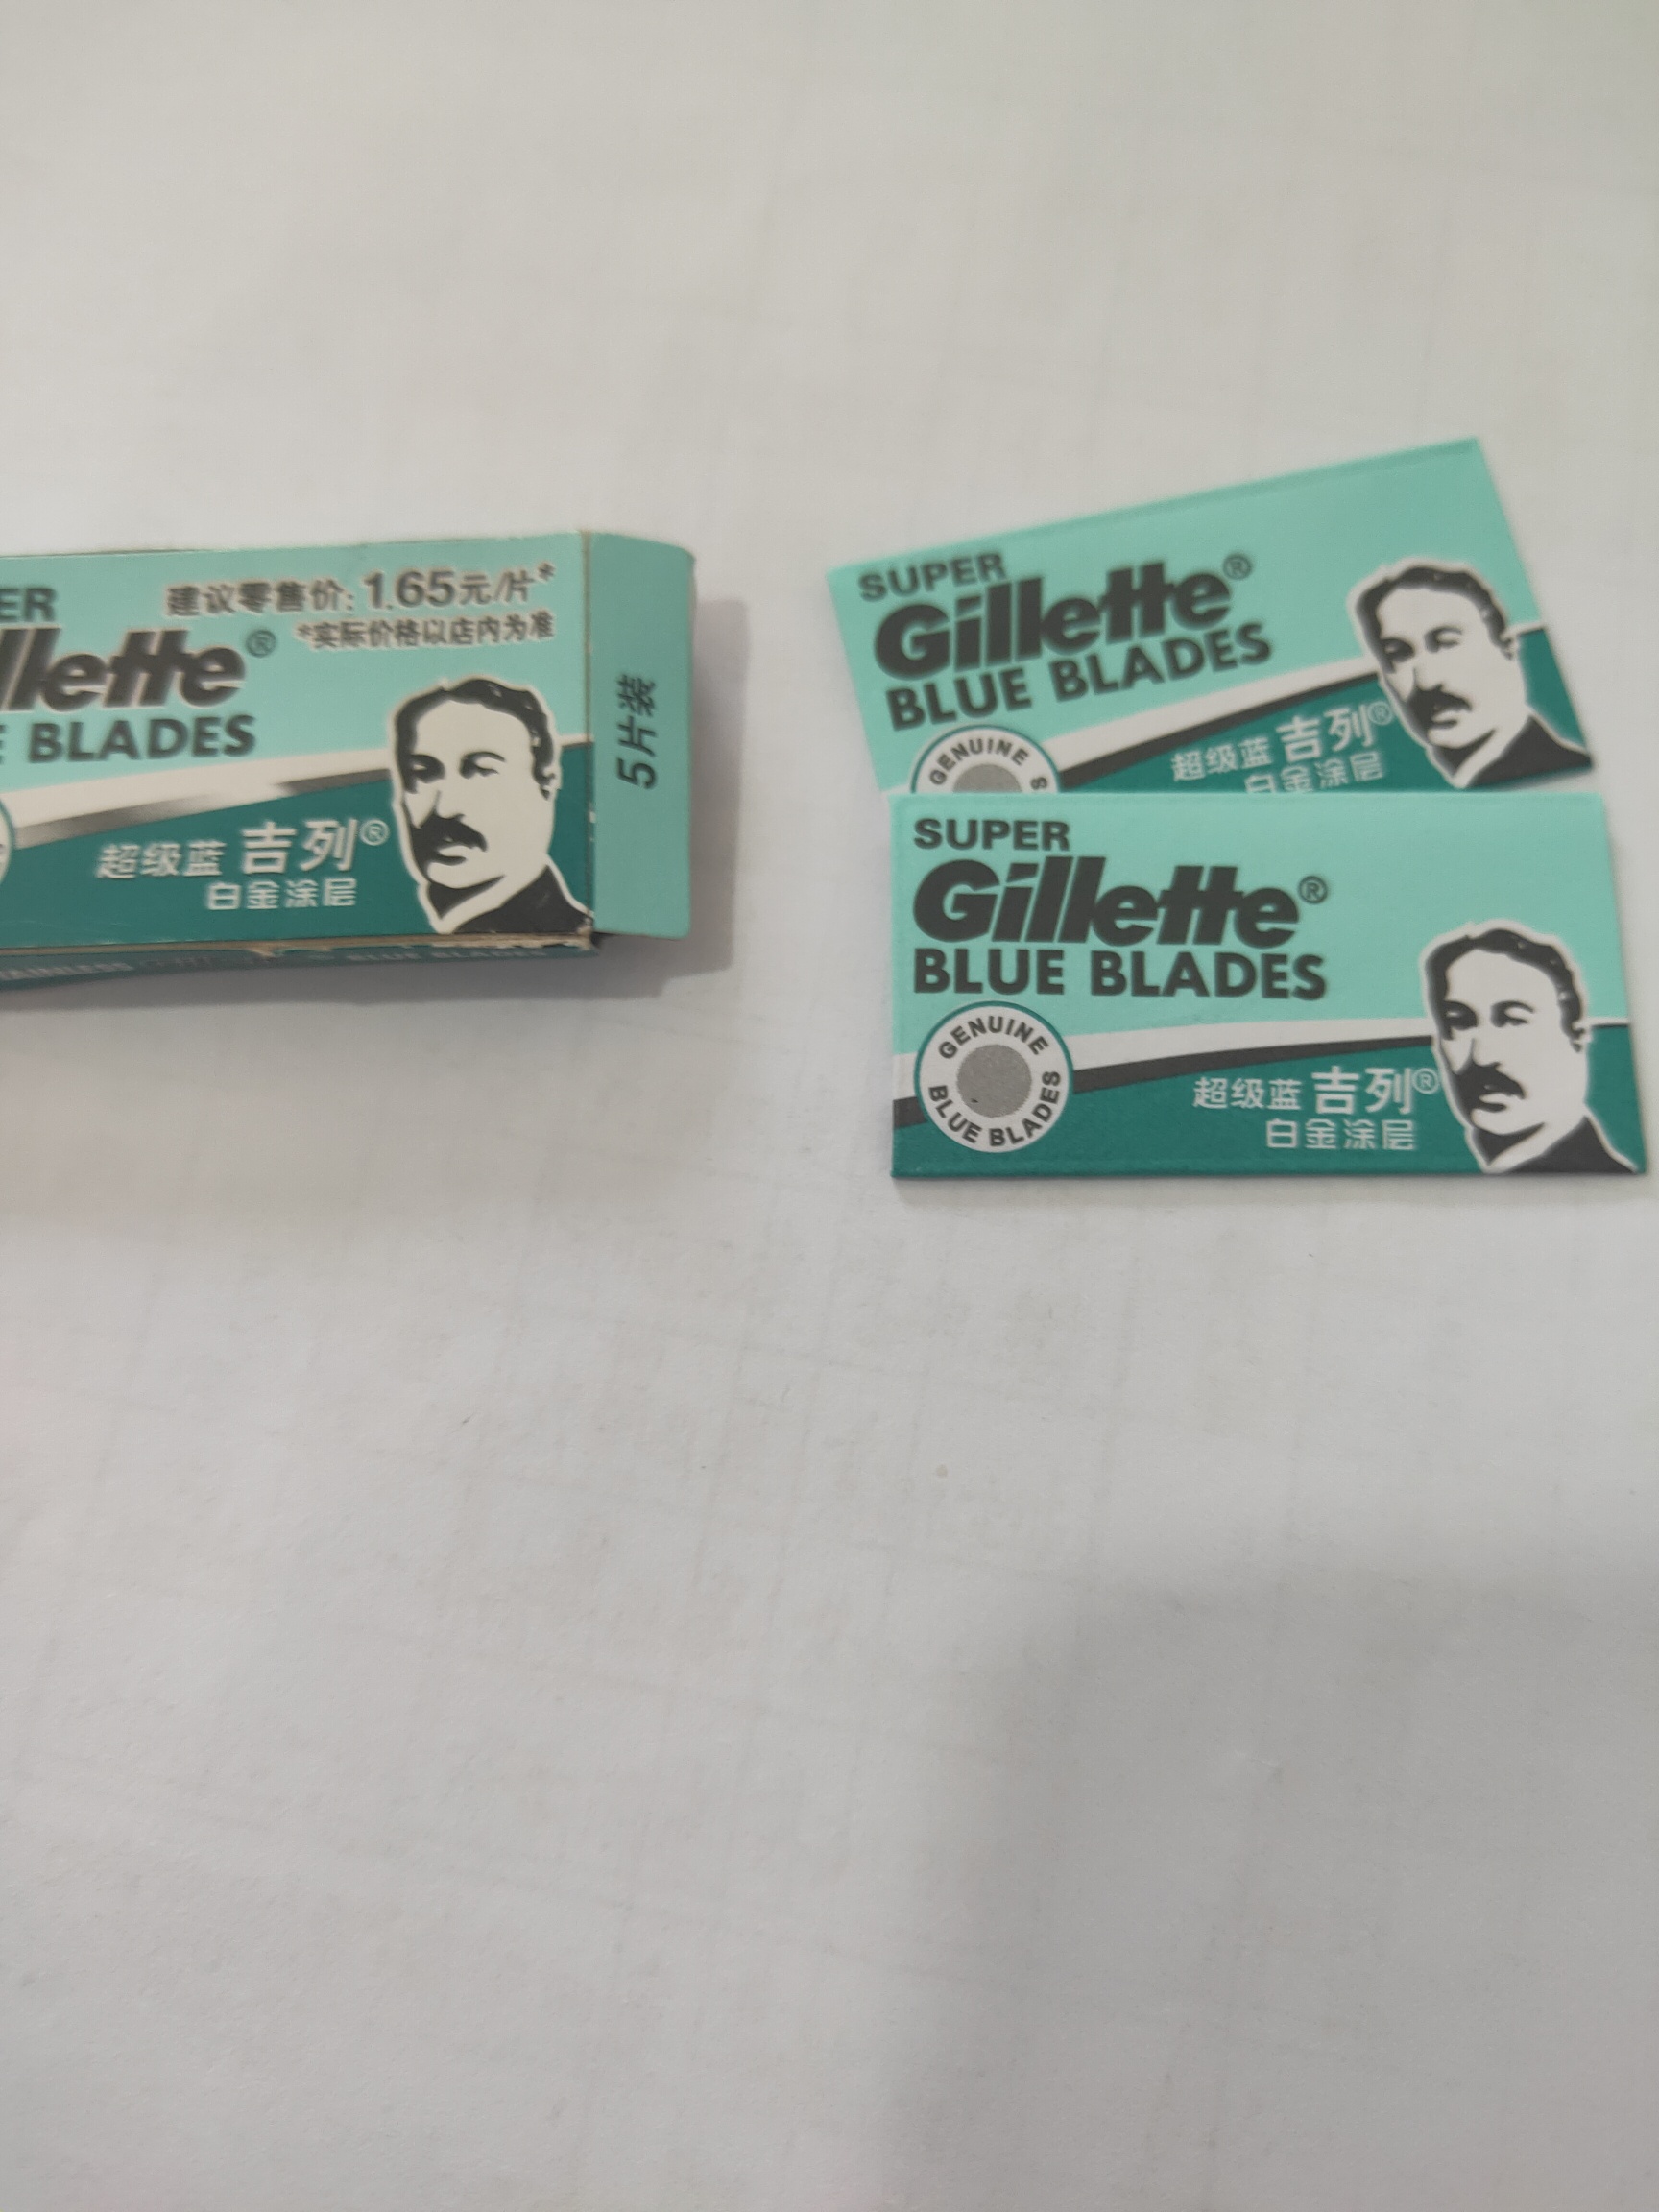 ER
建议零售价: 1.65元/片*
*实际价格以店内为准
llette®
E BLADES
超级蓝 吉列®
白金涂层
5片装
TAINLESS
BLUE BLADES
SUPER
Gillette®
BLUE BLADES
GENUINE S
超级蓝 吉列®
白金涂层
SUPER
Gillette®
BLUE BLADES
GENUINE
BLUE BLADES
超级蓝 吉列®
白金涂层